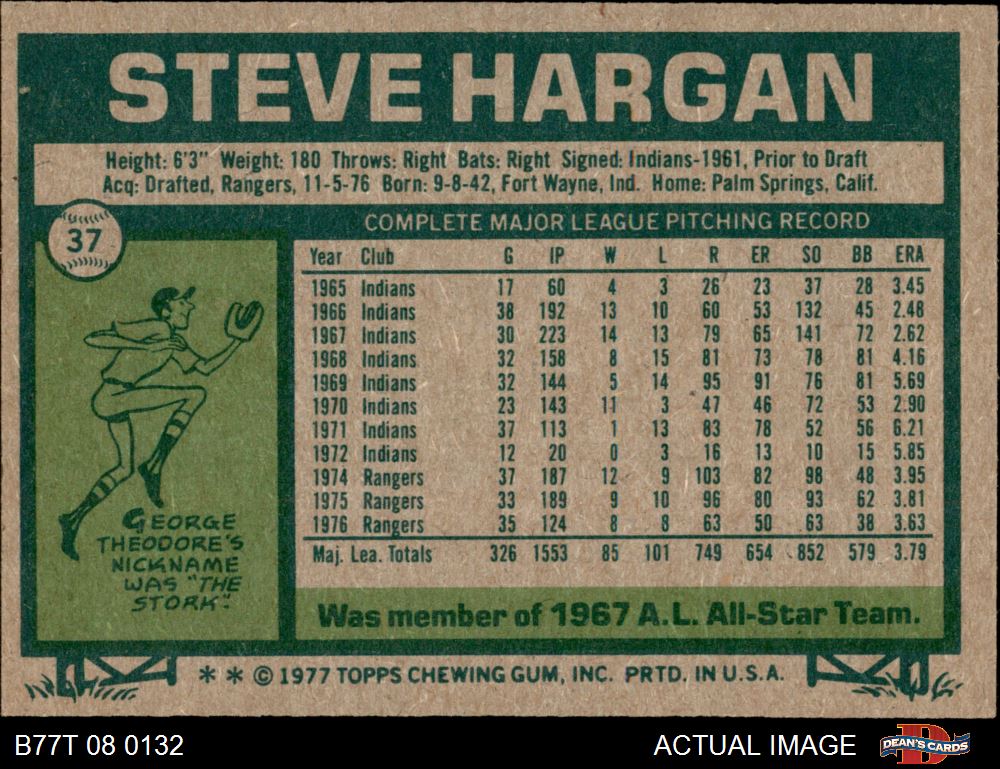 STEVE HARGAN
Height: 6'3" Weight: 180 Throws: Right Bats: Right Signed: Indians-1961, Prior to Draft
Acq: Drafted, Rangers, 11-5-76 Born: 9-8-42, Fort Wayne, Ind. Home: Palm Springs, Calif.
37
COMPLETE MAJOR LEAGUE PITCHING RECORD
Year Club G IP W L R ER SO BB ERA
1965 Indians 17 60 4 3 26 23 37 28 3.45
1966 Indians 38 192 13 10 60 53 132 45 2.48
1967 Indians 30 223 14 13 79 65 141 72 2.62
1968 Indians 32 158 8 15 81 73 78 81 4.16
1969 Indians 32 144 5 14 95 91 76 81 5.69
1970 Indians 23 143 11 3 47 46 72 53 2.90
1971 Indians 37 113 1 13 83 78 52 56 6.21
1972 Indians 12 20 0 3 16 13 10 15 5.85
1974 Rangers 37 187 12 9 103 82 98 48 3.95
1975 Rangers 33 189 9 10 96 80 93 62 3.81
1976 Rangers 35 124 8 8 63 50 63 38 3.63
Maj. Lea. Totals 326 1553 85 101 749 654 852 579 3.79
GEORGE
THEODORE'S
NICKNAME
WAS "THE
STORK".
Was member of 1967 A.L. All-Star Team.
* * © 1977 TOPPS CHEWING GUM, INC. PRTD. IN U.S.A.
B77T 08 0132
ACTUAL IMAGE
DEAN'S CARDS